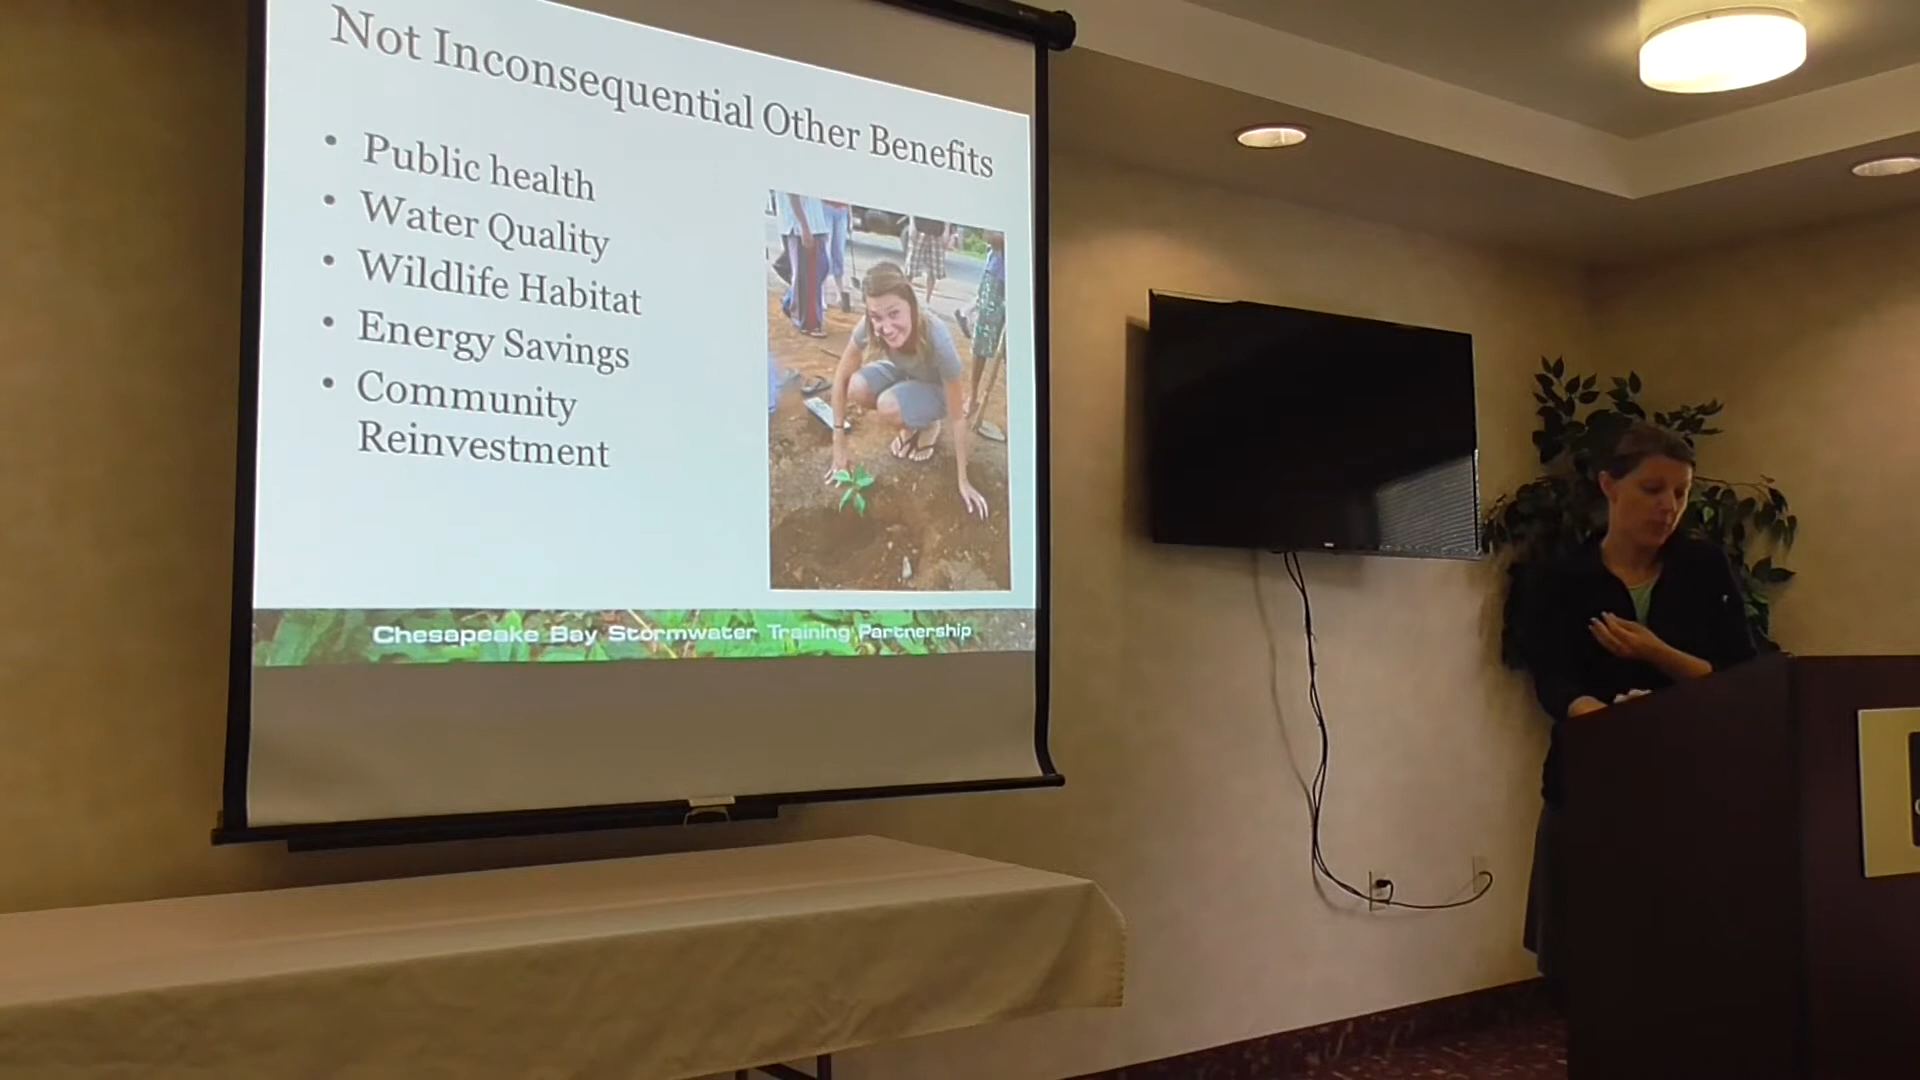 Not Inconsequential Other Benefits
• Public health
• Water Quality
• Wildlife Habitat
• Energy Savings
• Community
Reinvestment
Chesapeake Bay Stormwater Training Partnership